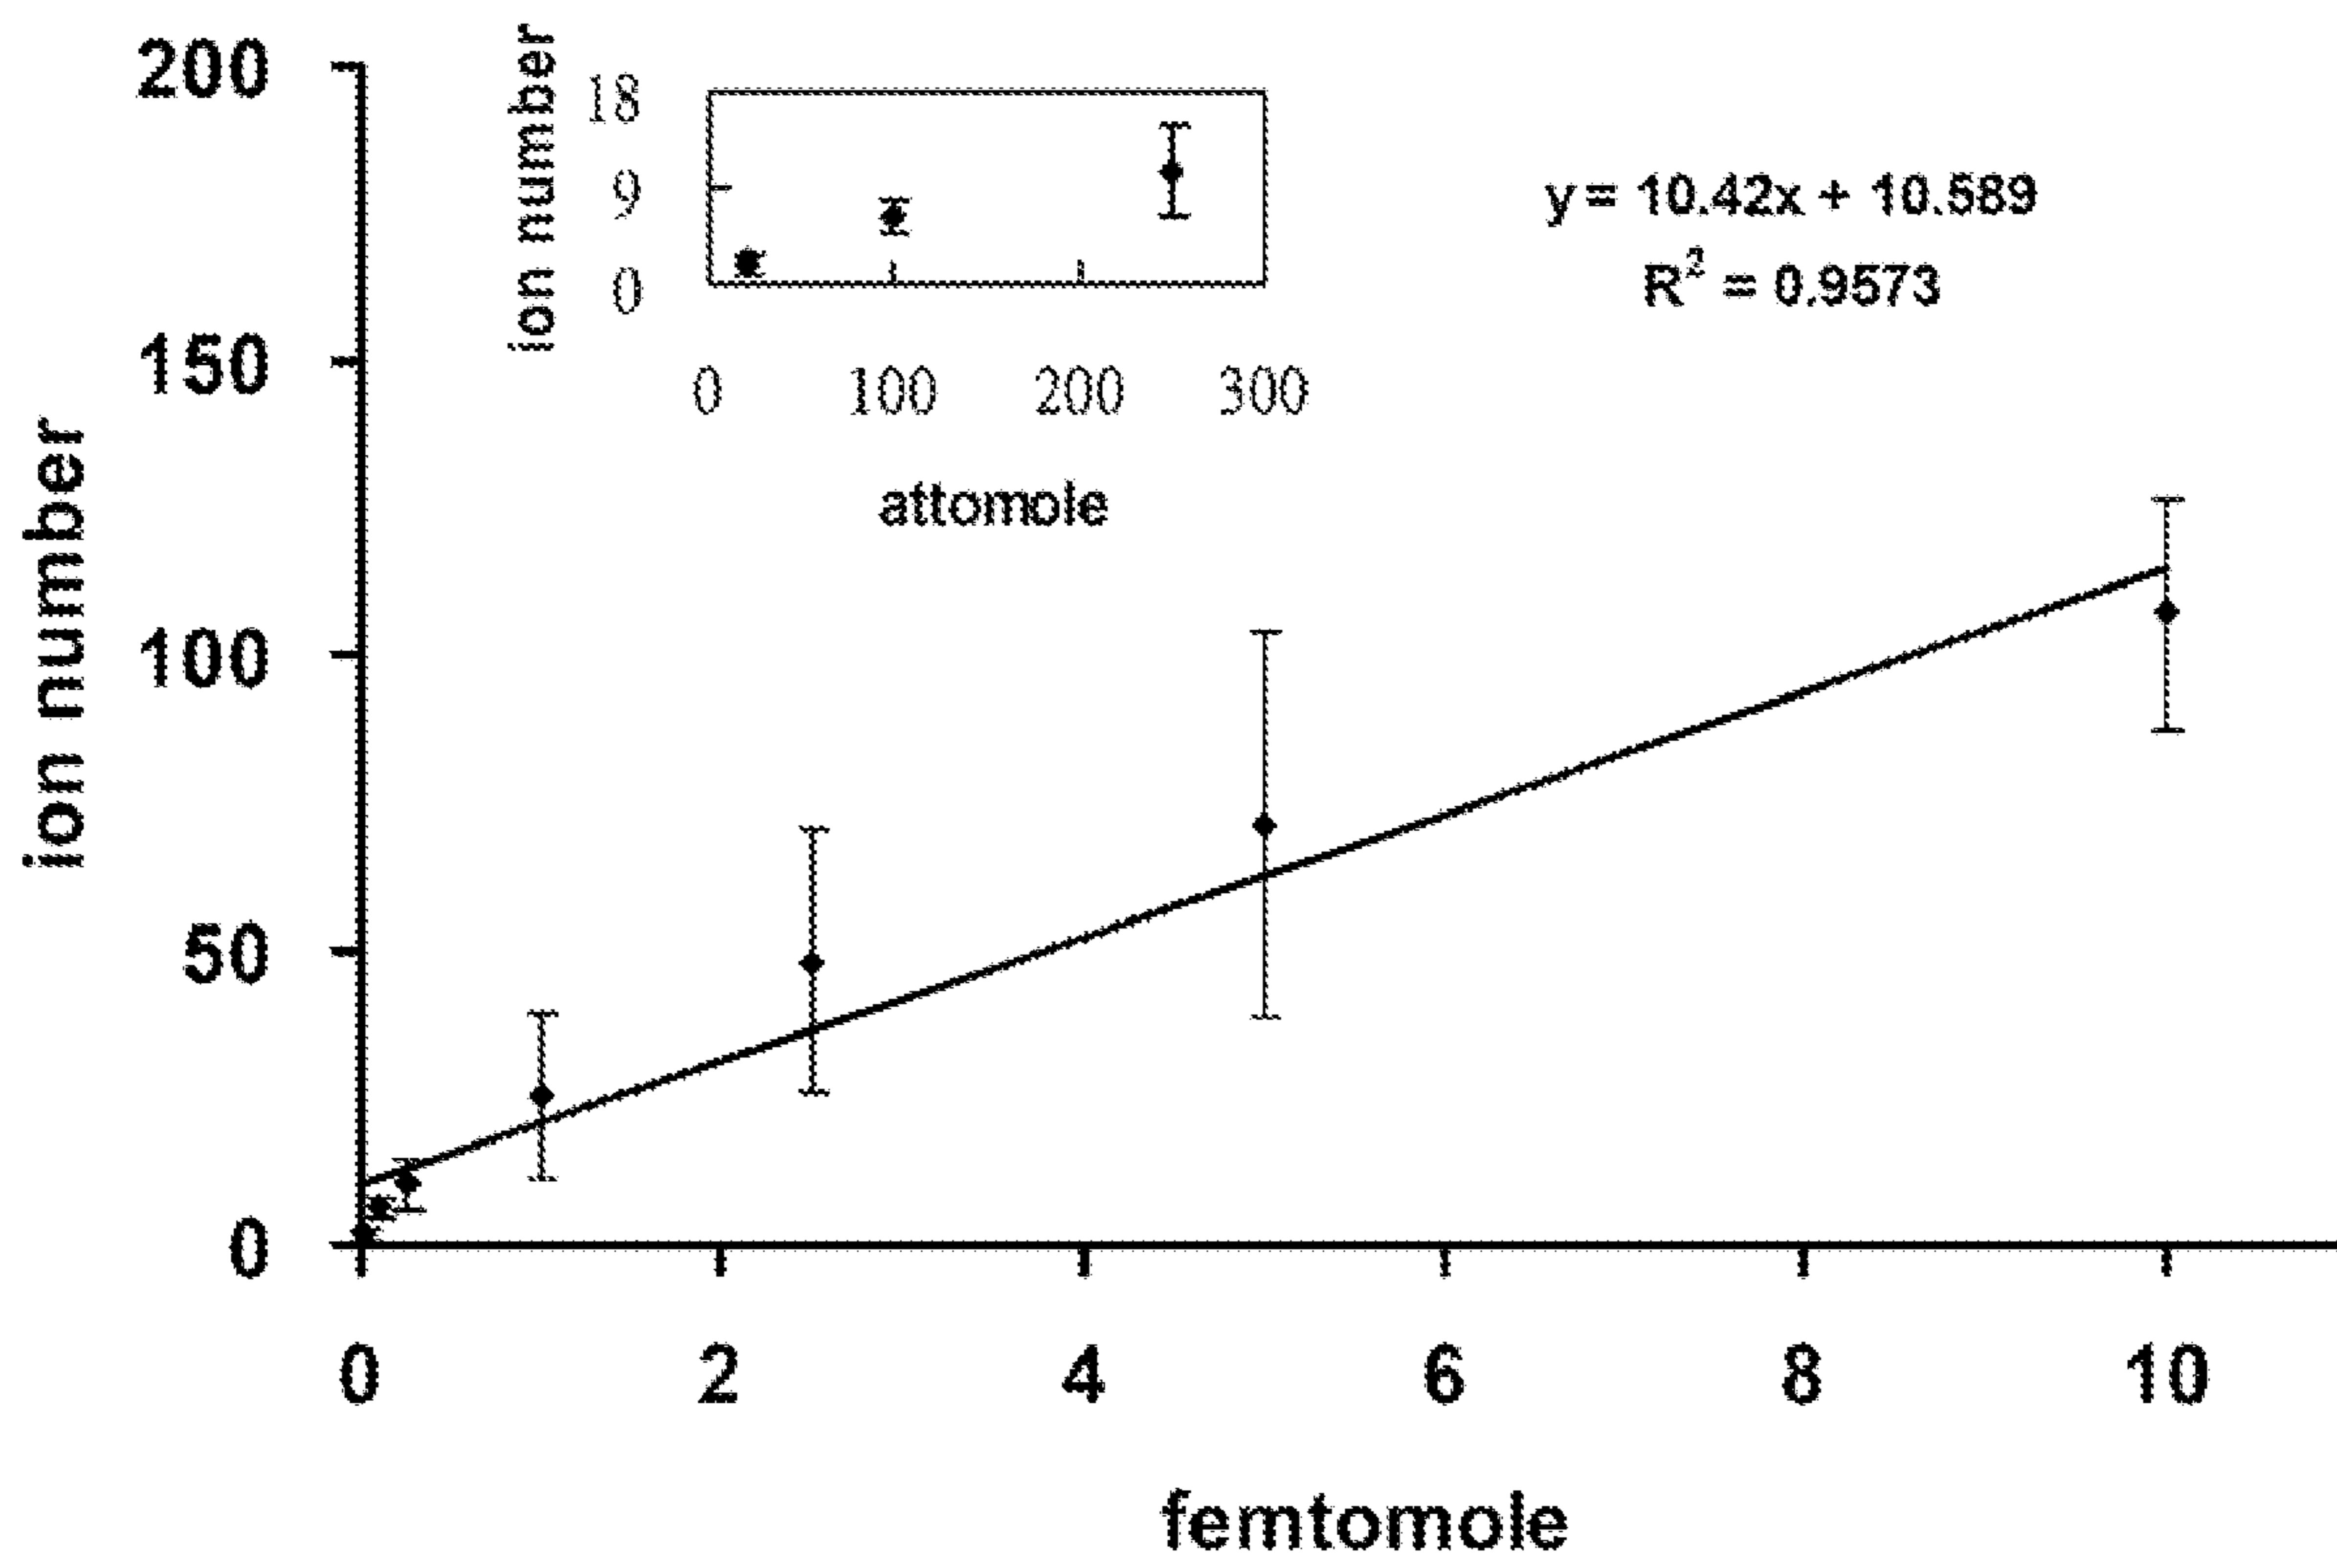 ion number
200
150
100
50
0
0 2 4 6 8 10
femtomole
ion number
18
9
0
0 100 200 300
attomole
y = 10.42x + 10.589
R² = 0.9573